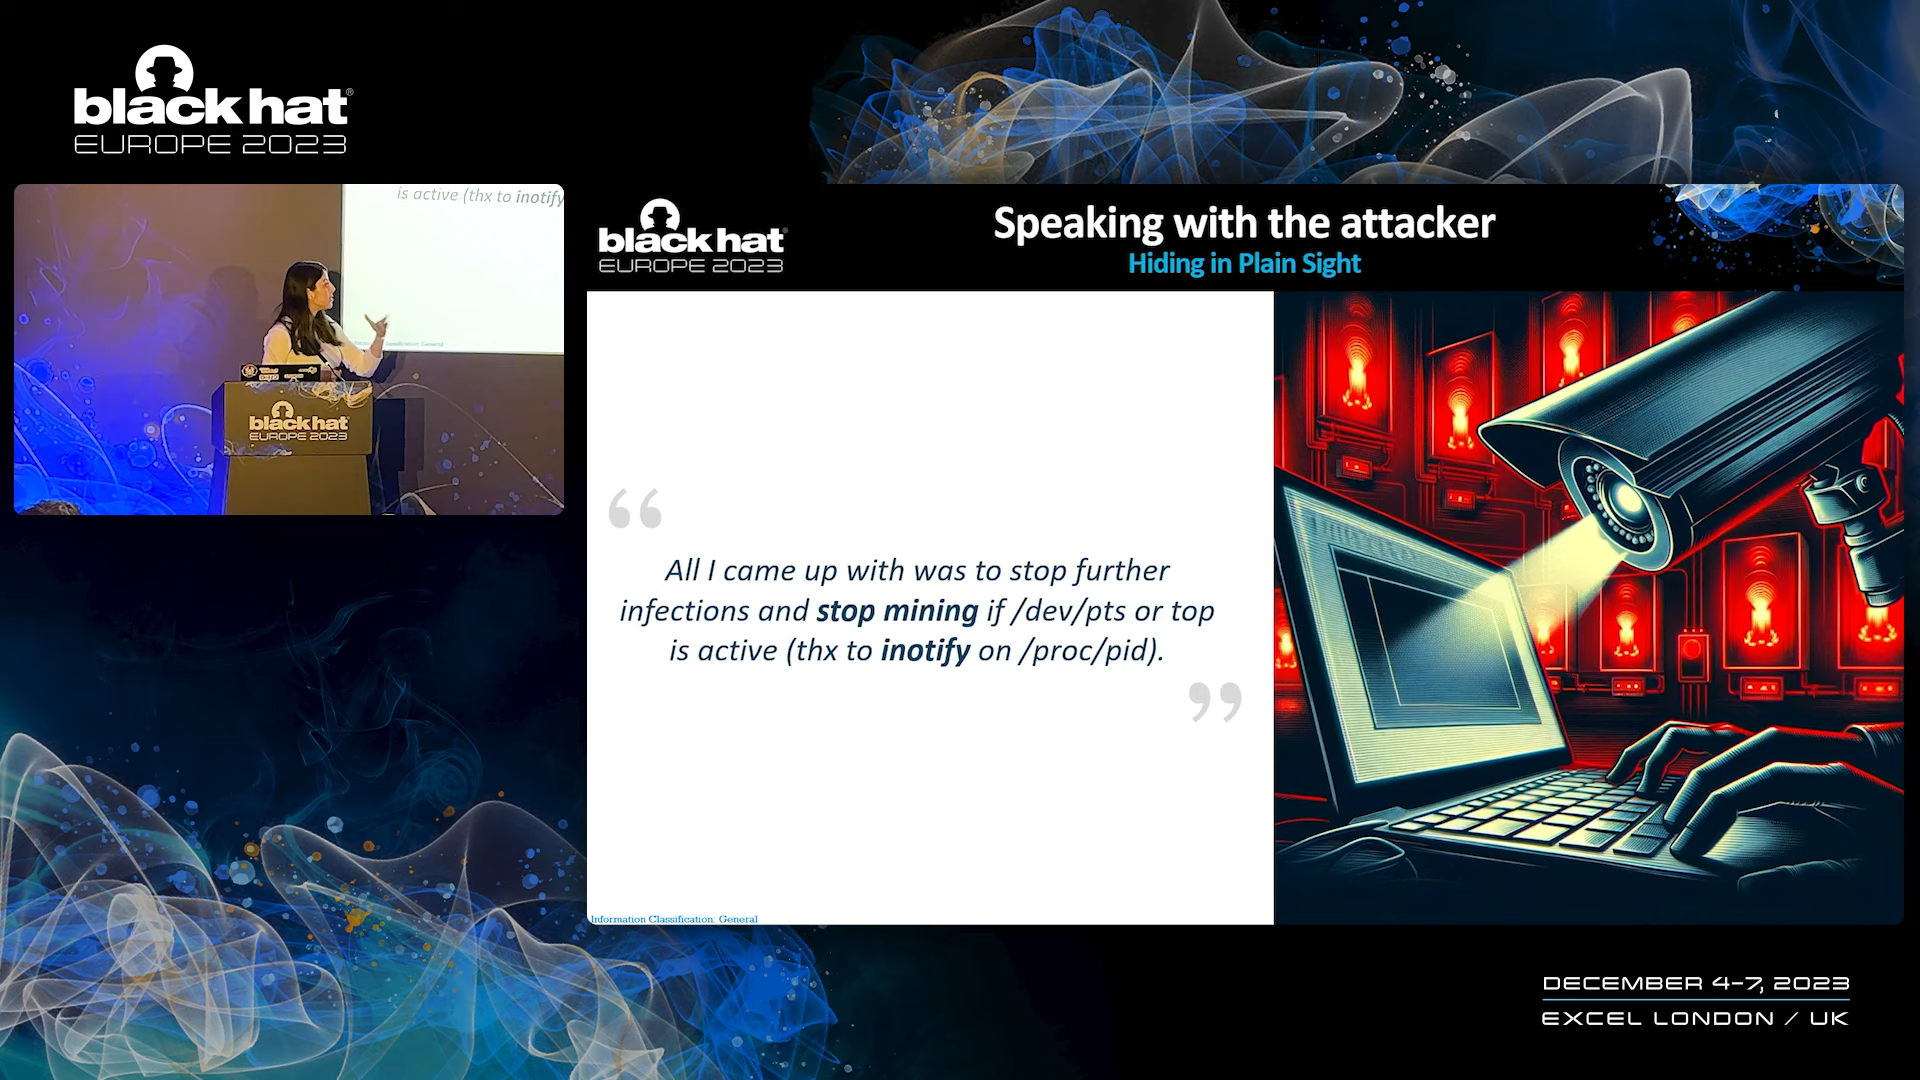 black hat®
EUROPE 2023
is active (thx to inotify
black hat
EUROPE 2023
black hat
EUROPE 2023
Speaking with the attacker
Hiding in Plain Sight
“
All I came up with was to stop further
infections and stop mining if /dev/pts or top
is active (thx to inotify on /proc/pid).
”
Information Classification: General
DECEMBER 4-7, 2023
EXCEL LONDON / UK